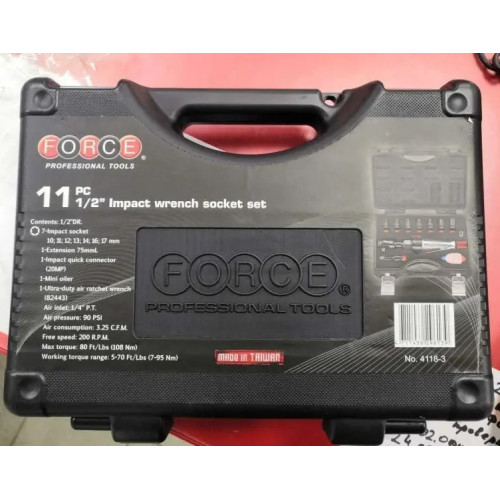 FORCE®
PROFESSIONAL TOOLS
11 PC
1/2" Impact wrench socket set
Contents: 1/2"DR.
7-Impact socket
10; 11; 12; 13; 14; 16; 17 mm
1-Extension 75mmL
1-Impact quick connector
(20MP)
1-Mini oiler
1-Ultra-duty air ratchet wrench
(82443)
Air inlet: 1/4" P.T.
Air pressure: 90 PSI
Air consumption: 3.25 C.F.M.
Free speed: 200 R.P.M.
Max torque: 80 Ft/Lbs (108 Nm)
Working torque range: 5-70 Ft/Lbs (7-95 Nm)
FORCE®
PROFESSIONAL TOOLS
MADE IN TAIWAN
No. 4118-3